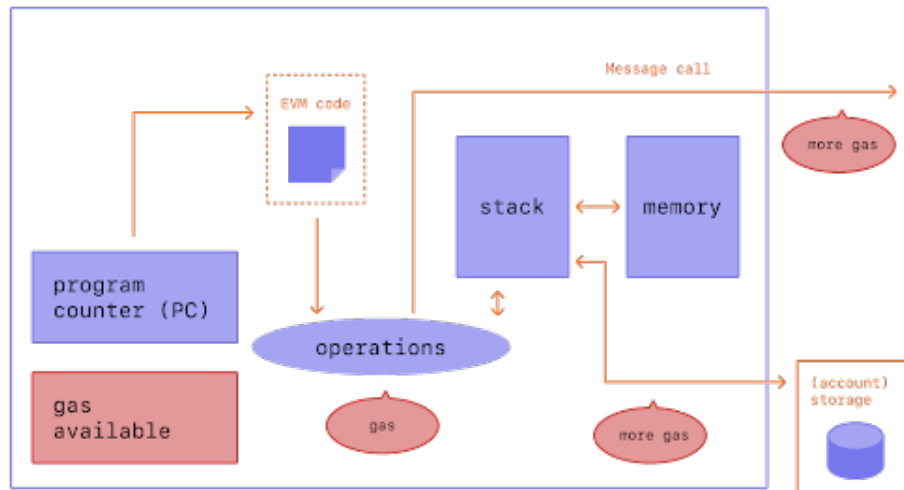 Message call
EVM code
more gas
stack
memory
program
counter (PC)
operations
(account)
storage
gas
available
gas
more gas